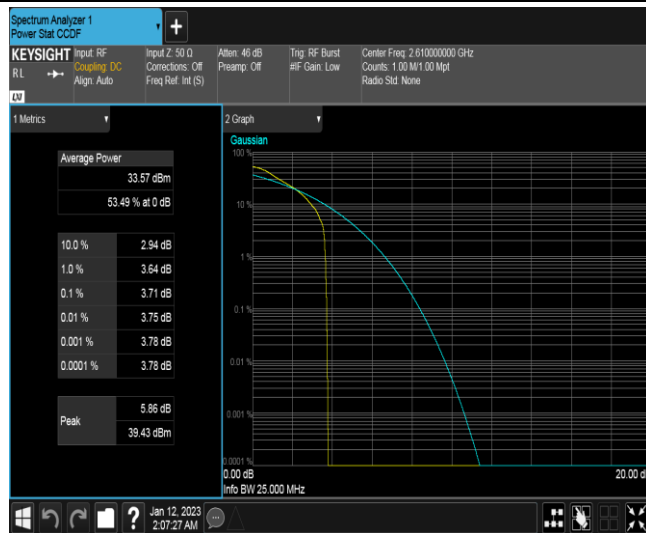 Spectrum Analyzer 1
Power Stat CCDF
+
KEYSIGHT
RL
Input: RF
Coupling: DC
Align: Auto
Input Z: 50 Ω
Corrections: Off
Freq Ref: Int (S)
Atten: 46 dB
Preamp: Off
Trig: RF Burst
#IF Gain: Low
Center Freq: 2.610000000 GHz
Counts: 1.00 M/1.00 Mpt
Radio Std: None
1 Metrics
Average Power
33.57 dBm
53.49 % at 0 dB
10.0 % 2.94 dB
1.0 % 3.64 dB
0.1 % 3.71 dB
0.01 % 3.75 dB
0.001 % 3.78 dB
0.0001 % 3.78 dB
Peak
5.86 dB
39.43 dBm
2 Graph
Gaussian
100 %
10 %
1 %
0.1 %
0.01 %
0.001 %
0.0001 %
0.00 dB 20.00 d
Info BW 25.000 MHz
?
Jan 12, 2023
2:07:27 AM